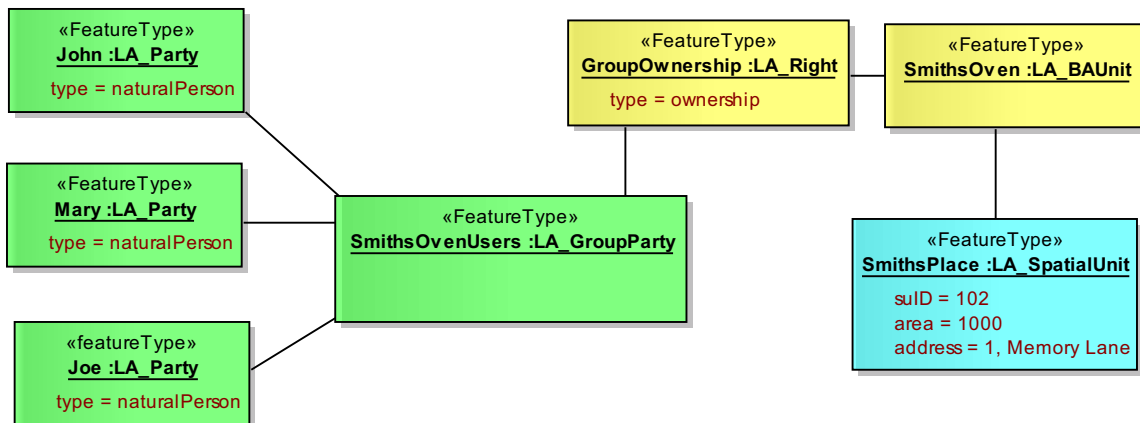 «FeatureType»
John :LA_Party
type = naturalPerson
«FeatureType»
Mary :LA_Party
type = naturalPerson
«featureType»
Joe :LA_Party
type = naturalPerson
«FeatureType»
SmithsOvenUsers :LA_GroupParty
«FeatureType»
GroupOwnership :LA_Right
type = ownership
«FeatureType»
SmithsOven :LA_BAUnit
«FeatureType»
SmithsPlace :LA_SpatialUnit
suID = 102
area = 1000
address = 1, Memory Lane